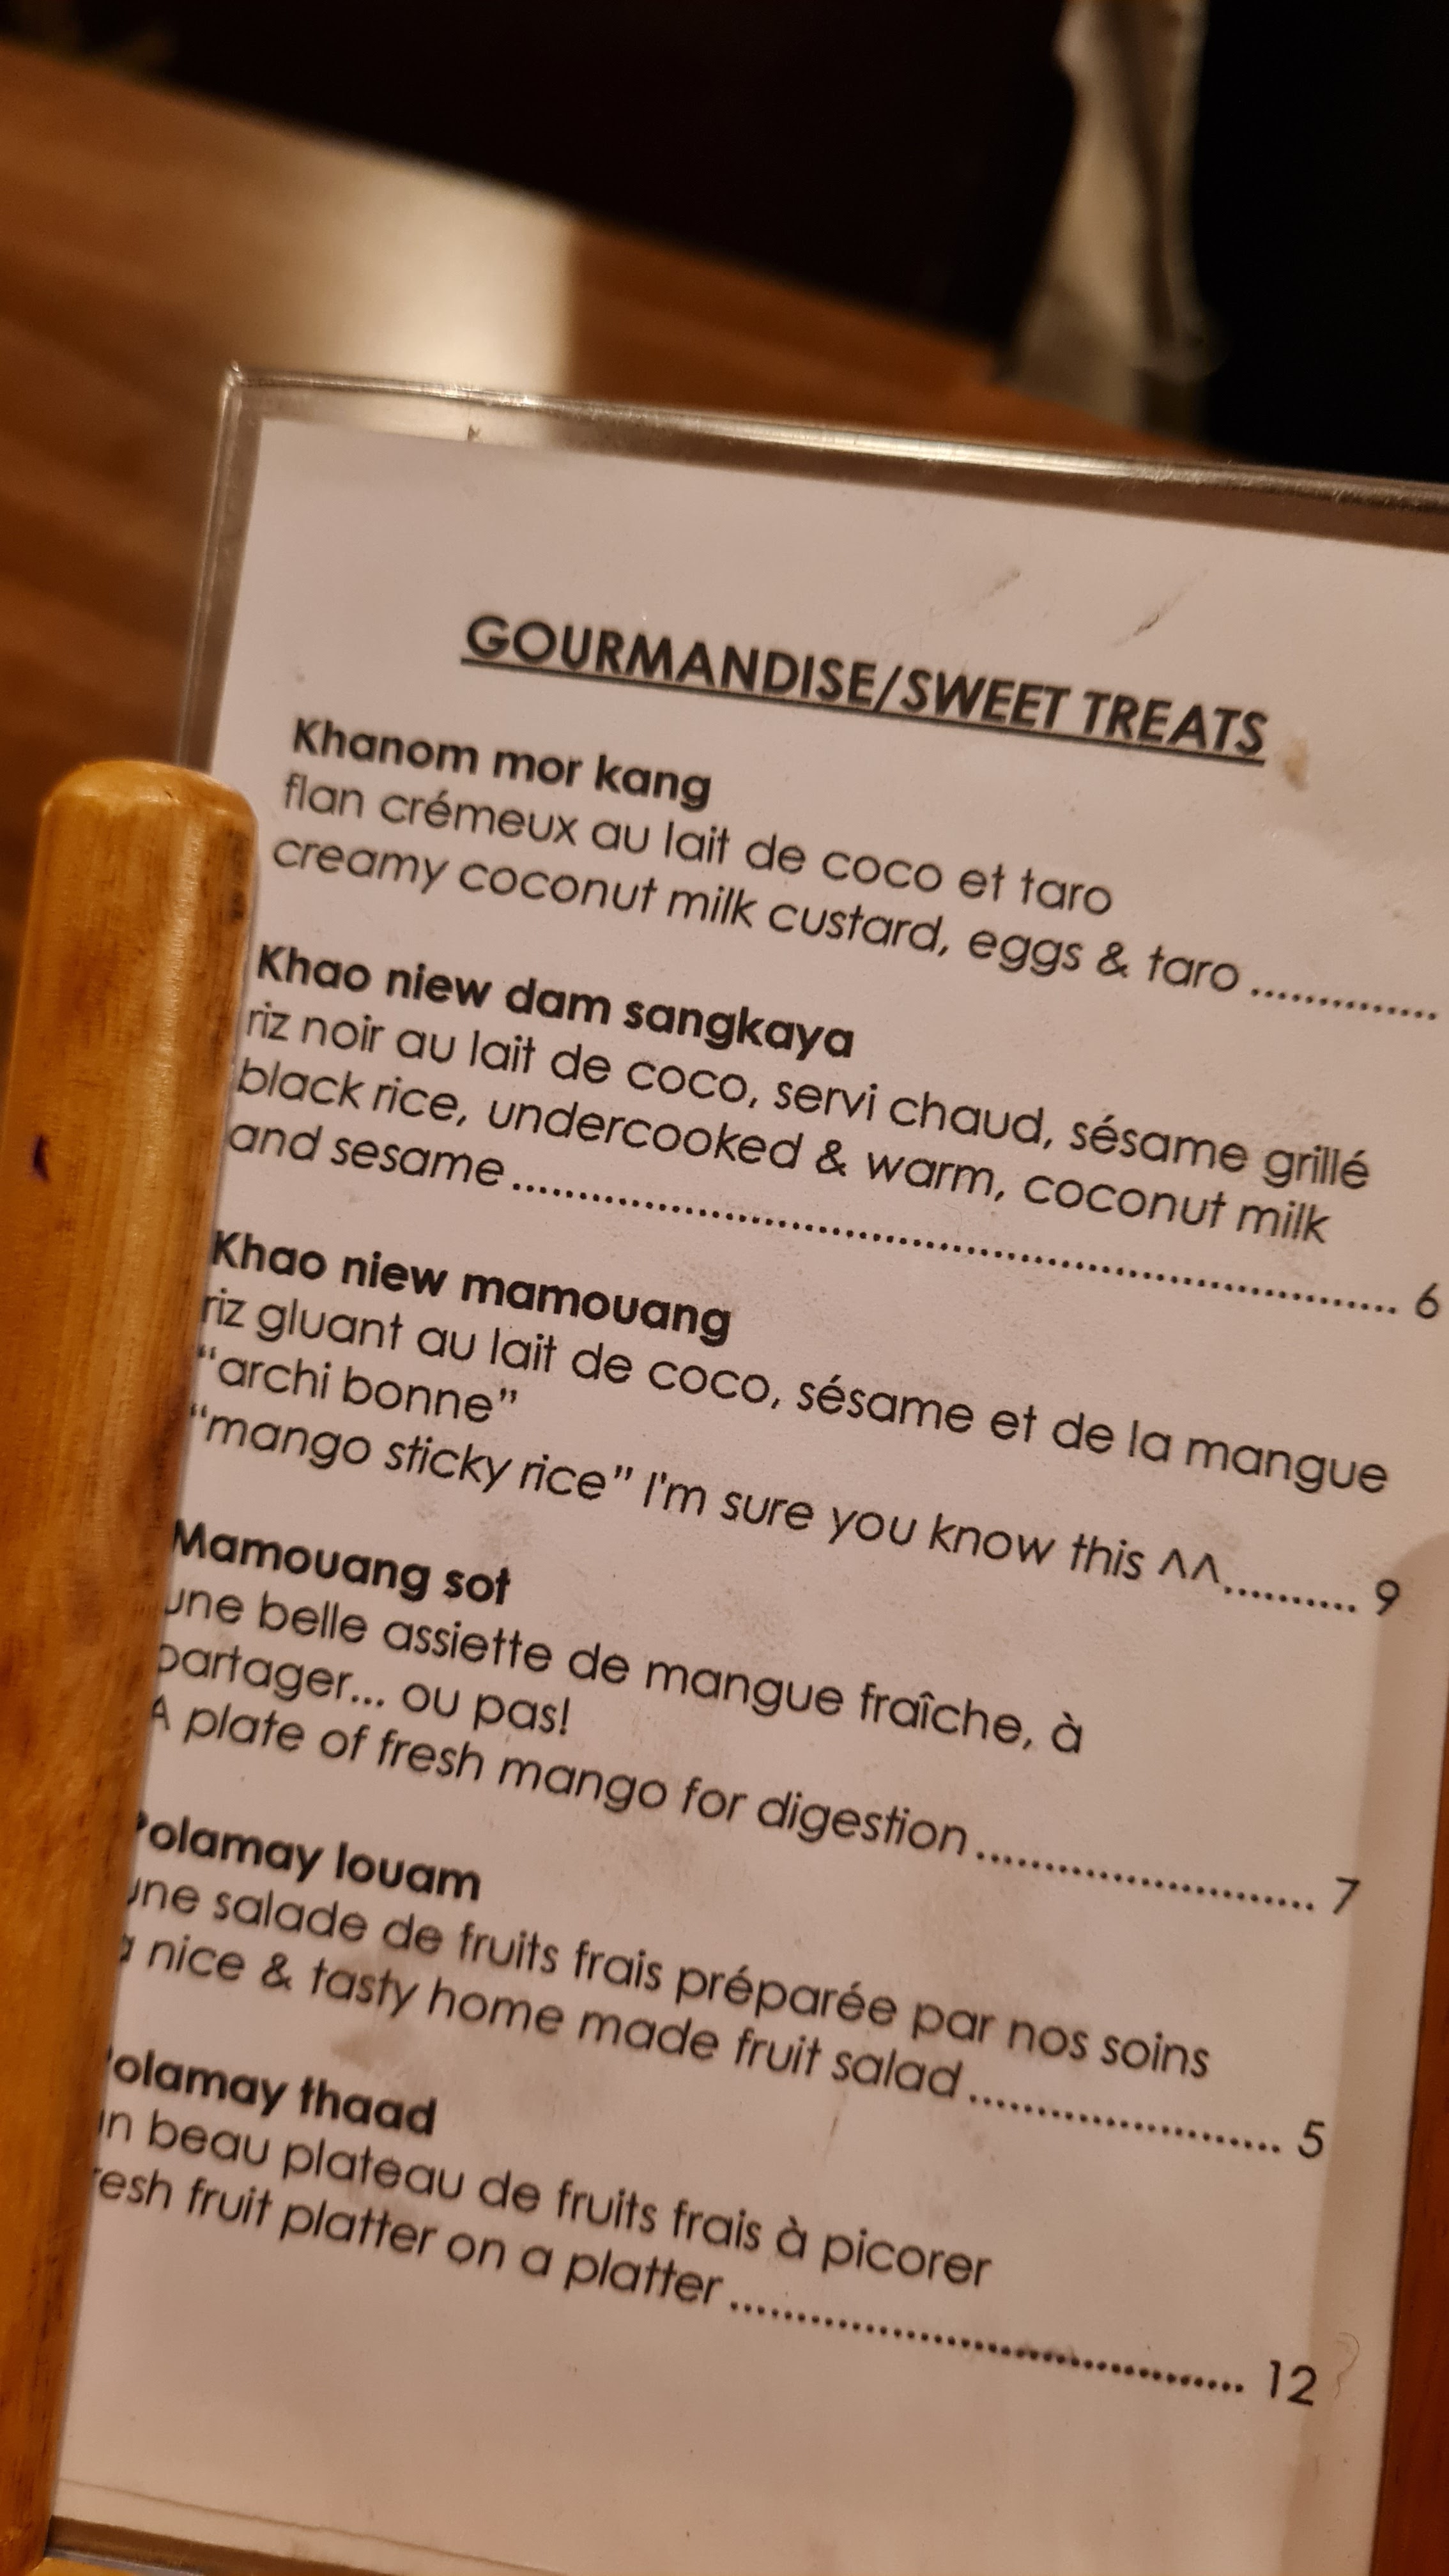 GOURMANDISE/SWEET TREATS
Khanom mor kang
flan crémeux au lait de coco et taro
creamy coconut milk custard, eggs & taro ..............
Khao niew dam sangkaya
riz noir au lait de coco, servi chaud, sésame grillé
black rice, undercooked & warm, coconut milk
and sesame .................................................................... 6
Khao niew mamouang
riz gluant au lait de coco, sésame et de la mangue
“archi bonne”
“mango sticky rice” I'm sure you know this ^^.......... 9
Mamouang sot
une belle assiette de mangue fraîche, à
partager... ou pas!
A plate of fresh mango for digestion ......................... 7
Polamay louam
une salade de fruits frais préparée par nos soins
a nice & tasty home made fruit salad ....................... 5
Polamay thaad
un beau plateau de fruits frais à picorer
resh fruit platter on a platter ...................................... 12